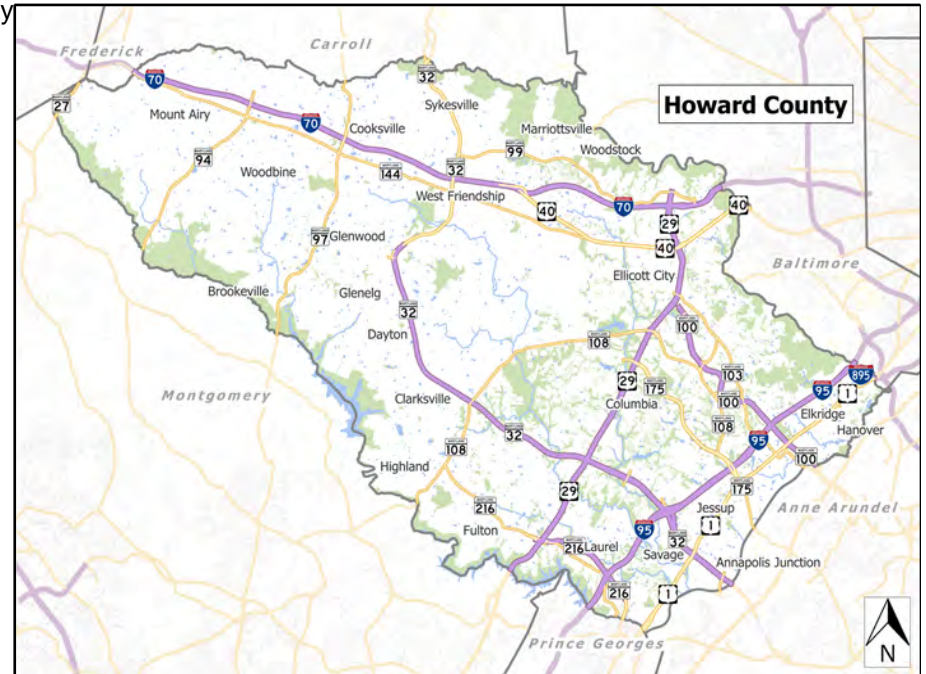 y
Frederick
Carroll
Howard County
70
32
27
Mount Airy
Sykesville
70
Cooksville
Marriottsville
99
Woodstock
94
Woodbine
144
32
West Friendship
70
40
40
29
97
Glenwood
40
Baltimore
Ellicott City
Brookeville
Glenelg
32
Dayton
100
108
103
29
175
895
95
1
Montgomery
Clarksville
Columbia
100
Elkridge
Hanover
108
32
95
108
100
Highland
175
29
216
Jessup
Anne Arundel
1
95
Fulton
216
Laurel
Savage
32
Annapolis Junction
216
1
Prince Georges
N
MARYLAND